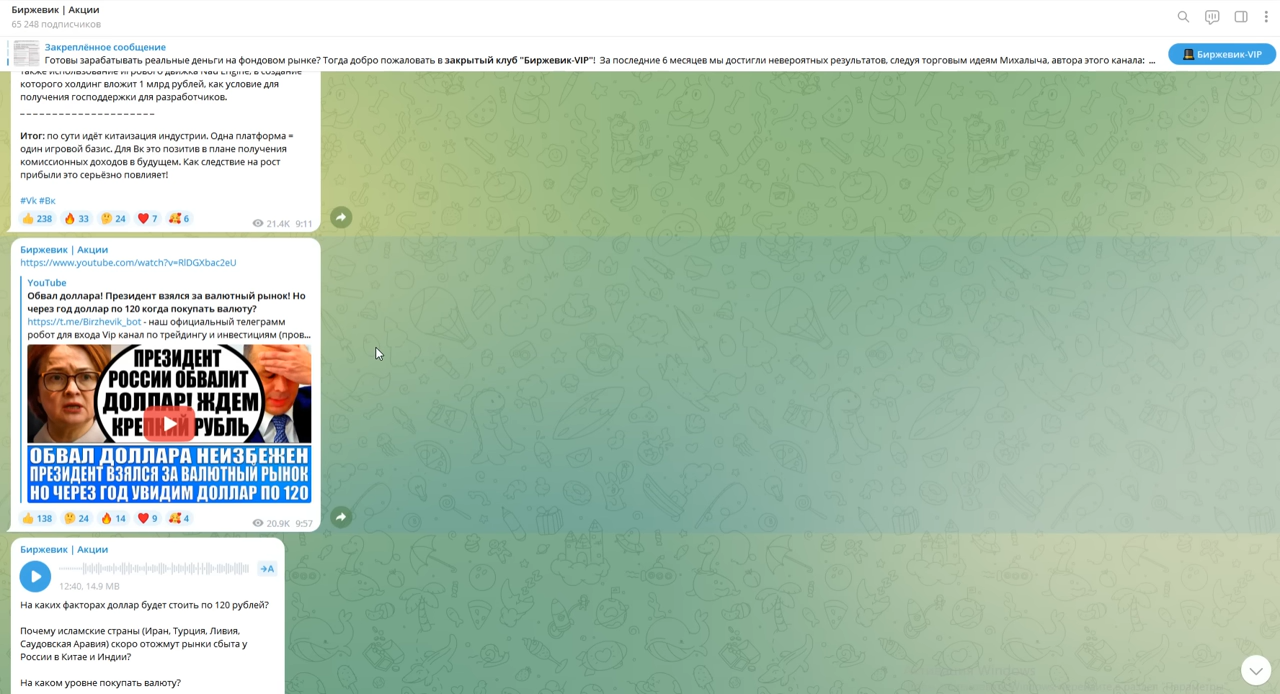 Биржевик | Акции
65 248 подписчиков
Закреплённое сообщение
Готовы зарабатывать реальные деньги на фондовом рынке? Тогда добро пожаловать в закрытый клуб "Биржевик-VIP"! За последние 6 месяцев мы достигли невероятных результатов, следуя торговым идеям Михалыча, автора этого канала: ...
Биржевик-VIP
также использование игрового движка Nau Engine, в создание
которого холдинг вложит 1 млрд рублей, как условие для
получения господдержки для разработчиков.
_ _ _ _ _ _ _ _ _ _ _ _ _ _ _ _ _ _ _ _ _
Итог: по сути идёт китаизация индустрии. Одна платформа =
один игровой базис. Для Вк это позитив в плане получения
комиссионных доходов в будущем. Как следствие на рост
прибыли это серьёзно повлияет!
#Vk #Вк
238 33 24 7 6 21.4K 9:11
Биржевик | Акции
https://www.youtube.com/watch?v=RlDGXbac2eU
YouTube
Обвал доллара! Президент взялся за валютный рынок! Но
через год доллар по 120 когда покупать валюту?
https://t.me/Birzhevik_bot - наш официальный телеграмм
робот для входа Vip канал по трейдингу и инвестициям (пров...
ПРЕЗИДЕНТ
РОССИИ ОБВАЛИТ
ДОЛЛАР! ЖДЕМ
КРЕПКИЙ РУБЛЬ
ОБВАЛ ДОЛЛАРА НЕИЗБЕЖЕН
ПРЕЗИДЕНТ ВЗЯЛСЯ ЗА ВАЛЮТНЫЙ РЫНОК
НО ЧЕРЕЗ ГОД УВИДИМ ДОЛЛАР ПО 120
138 24 14 9 4 20.9K 9:57
Биржевик | Акции
→A
12:40, 14.9 MB
На каких факторах доллар будет стоить по 120 рублей?
Почему исламские страны (Иран, Турция, Ливия,
Саудовская Аравия) скоро отожмут рынки сбыта у
России в Китае и Индии?
На каком уровне покупать валюту?